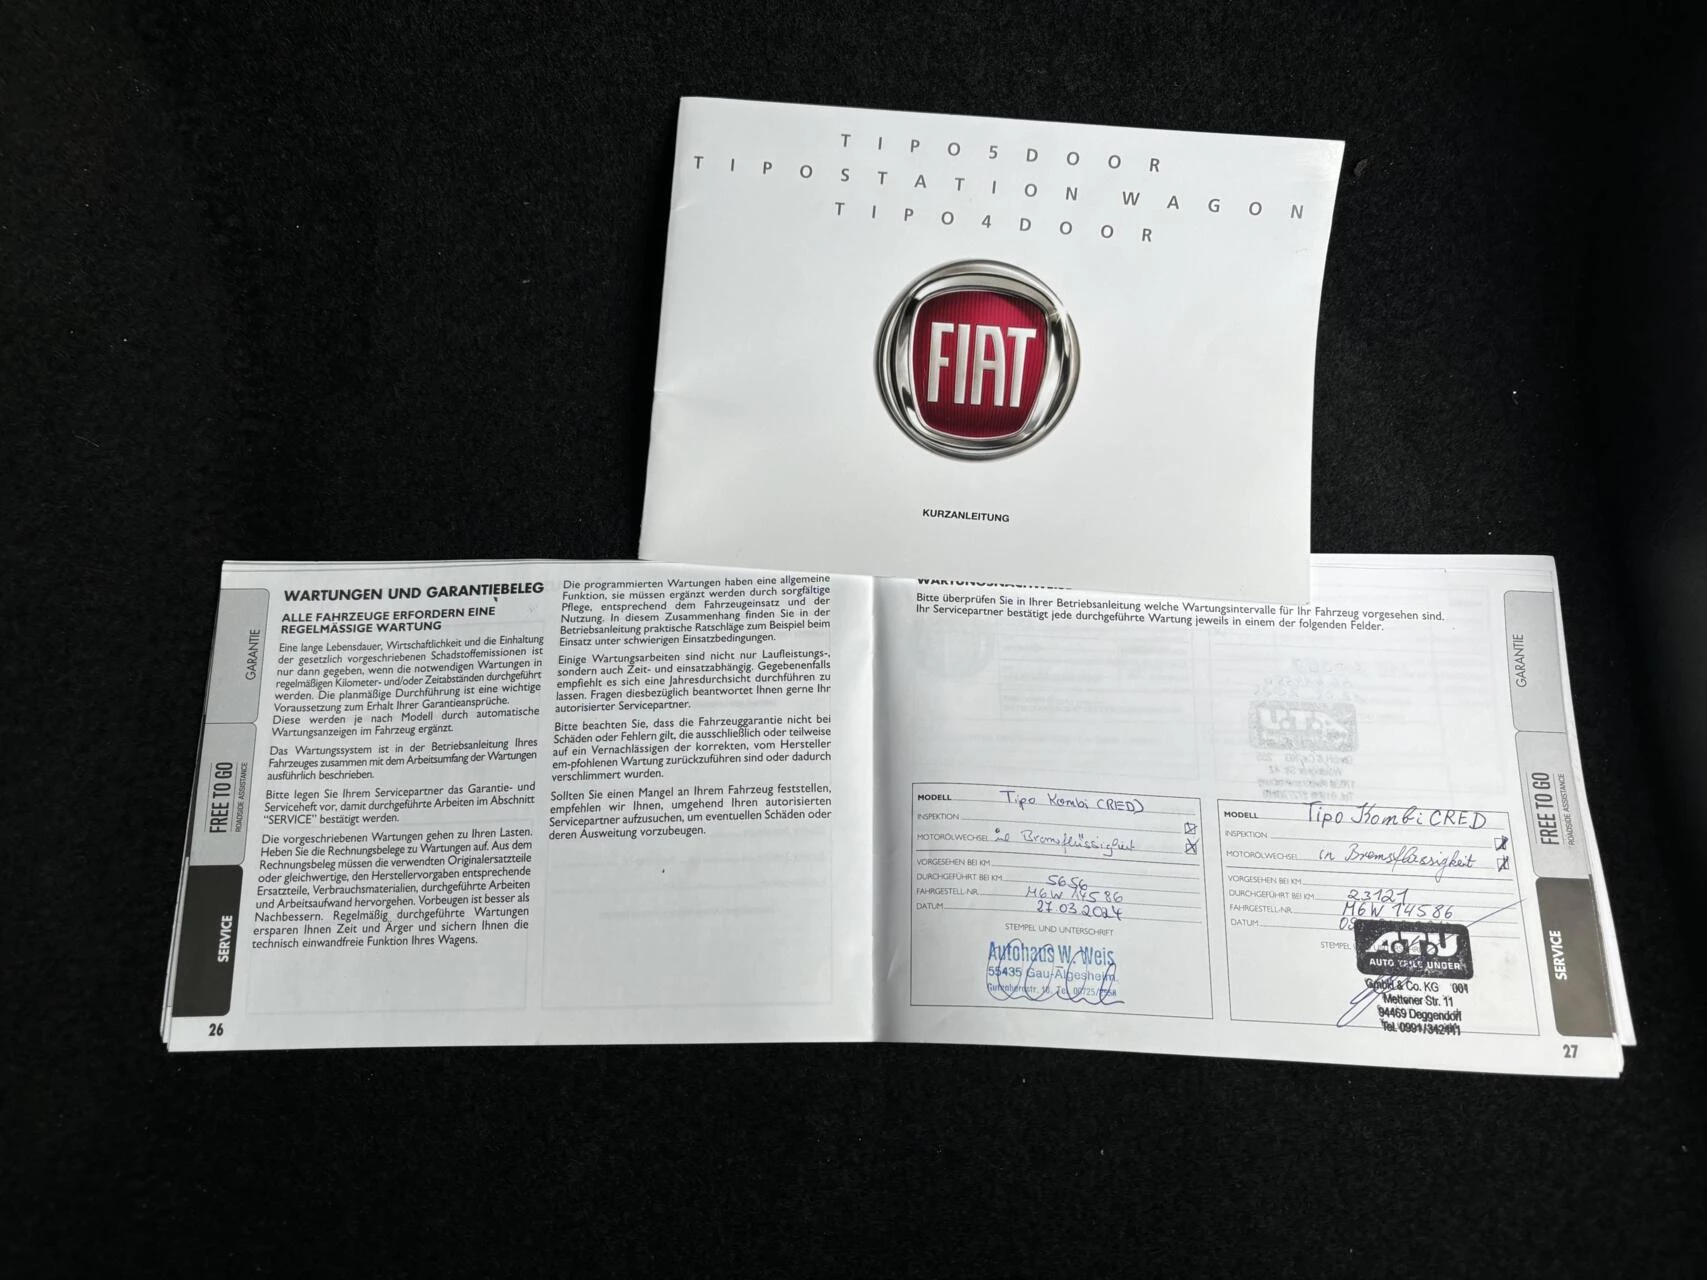 TIPO5DOOR
TIPOSTATION WAGON
TIPO4DOOR
FIAT
KURZANLEITUNG
GARANTIE
FREE TO GO
ROADSIDE ASSISTANCE
SERVICE
WARTUNGEN UND GARANTIEBELEG
ALLE FAHRZEUGE ERFORDERN EINE
REGELMÄSSIGE WARTUNG
Eine lange Lebensdauer, Wirtschaftlichkeit und die Einhaltung
der gesetzlich vorgeschriebenen Schadstoffemissionen ist
nur dann gegeben, wenn die notwendigen Wartungen in
regelmäßigen Kilometer- und/oder Zeitabständen durchgeführt
werden. Die planmäßige Durchführung ist eine wichtige
Voraussetzung zum Erhalt Ihrer Garantieansprüche.
Diese werden je nach Modell durch automatische
Wartungsanzeigen im Fahrzeug ergänzt.
Das Wartungssystem ist in der Betriebsanleitung Ihres
Fahrzeuges zusammen mit dem Arbeitsumfang der Wartungen
ausführlich beschrieben.
Bitte legen Sie Ihrem Servicepartner das Garantie- und
Serviceheft vor, damit durchgeführte Arbeiten im Abschnitt
"SERVICE" bestätigt werden.
Die vorgeschriebenen Wartungen gehen zu Ihren Lasten.
Heben Sie die Rechnungsbelege zu Wartungen auf. Aus dem
Rechnungsbeleg müssen die verwendeten Originalersatzteile
oder gleichwertige, den Herstellervorgaben entsprechende
Ersatzteile, Verbrauchsmaterialien, durchgeführte Arbeiten
und Arbeitsaufwand hervorgehen. Vorbeugen ist besser als
Nachbessern. Regelmäßig durchgeführte Wartungen
ersparen Ihnen Zeit und Ärger und sichern Ihnen die
technisch einwandfreie Funktion Ihres Wagens.
26
Die programmierten Wartungen haben eine allgemeine
Funktion, sie müssen ergänzt werden durch sorgfältige
Pflege, entsprechend dem Fahrzeugeinsatz und der
Nutzung. In diesem Zusammenhang finden Sie in der
Betriebsanleitung praktische Ratschläge zum Beispiel beim
Einsatz unter schwierigen Einsatzbedingungen.
Einige Wartungsarbeiten sind nicht nur Laufleistungs-,
sondern auch Zeit- und einsatzabhängig. Gegebenenfalls
empfiehlt es sich eine Jahresdurchsicht durchführen zu
lassen. Fragen diesbezüglich beantwortet Ihnen gerne Ihr
autorisierter Servicepartner.
Bitte beachten Sie, dass die Fahrzeuggarantie nicht bei
Schäden oder Fehlern gilt, die ausschließlich oder teilweise
auf ein Vernachlässigen der korrekten, vom Hersteller
em-pfohlenen Wartung zurückzuführen sind oder dadurch
verschlimmert wurden.
Sollten Sie einen Mangel an Ihrem Fahrzeug feststellen,
empfehlen wir Ihnen, umgehend Ihren autorisierten
Servicepartner aufzusuchen, um eventuellen Schäden oder
deren Ausweitung vorzubeugen.
Bitte überprüfen Sie in Ihrer Betriebsanleitung welche Wartungsintervalle für Ihr Fahrzeug vorgesehen sind.
Ihr Servicepartner bestätigt jede durchgeführte Wartung jeweils in einem der folgenden Felder.
MODELL Tipo Kombi (RED)
INSPEKTION
MOTORÖLWECHSEL Bremsflüssigkeit
VORGESEHEN BEI KM
DURCHGEFÜHRT BEI KM 5656
FAHRGESTELL-NR. M6W 14586
DATUM 27.03.2024
STEMPEL UND UNTERSCHRIFT
Autohaus W. Weis
55435 Gau-Algesheim
MODELL Tipo Kombi CRED
INSPEKTION
MOTORÖLWECHSEL in Bremsflüssigkeit
VORGESEHEN BEI KM
DURCHGEFÜHRT BEI KM 23121
FAHRGESTELL-NR. M6W 14586
DATUM
A.T.U
AUTO TEILE UNGER
GmbH & Co. KG 001
Mettener Str. 11
94469 Deggendorf
Tel. 0991/342411
GARANTIE
FREE TO GO
ROADSIDE ASSISTANCE
SERVICE
27